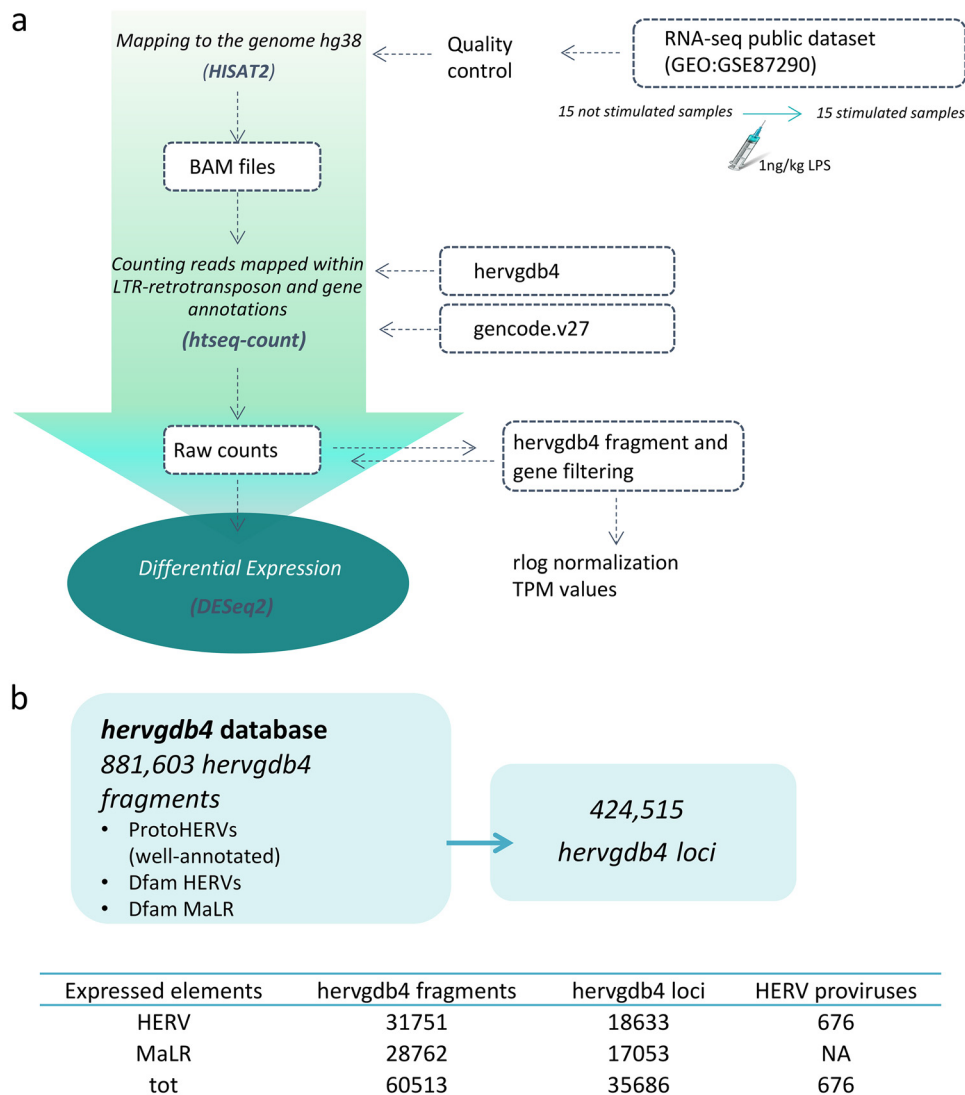 a
Mapping to the genome hg38
(HISAT2)
Quality
control
RNA-seq public dataset
(GEO:GSE87290)
15 not stimulated samples
15 stimulated samples
1ng/kg LPS
BAM files
Counting reads mapped within
LTR-retrotransposon and gene
annotations
(htseq-count)
hervgdb4
gencode.v27
Raw counts
hervgdb4 fragment and
gene filtering
rlog normalization
TPM values
Differential Expression
(DESeq2)
b
hervgdb4 database
881,603 hervgdb4
fragments
• ProtoHERVs
(well-annotated)
• Dfam HERVs
• Dfam MaLR
424,515
hervgdb4 loci
Expressed elements hervgdb4 fragments hervgdb4 loci HERV proviruses
HERV 31751 18633 676
MaLR 28762 17053 NA
tot 60513 35686 676